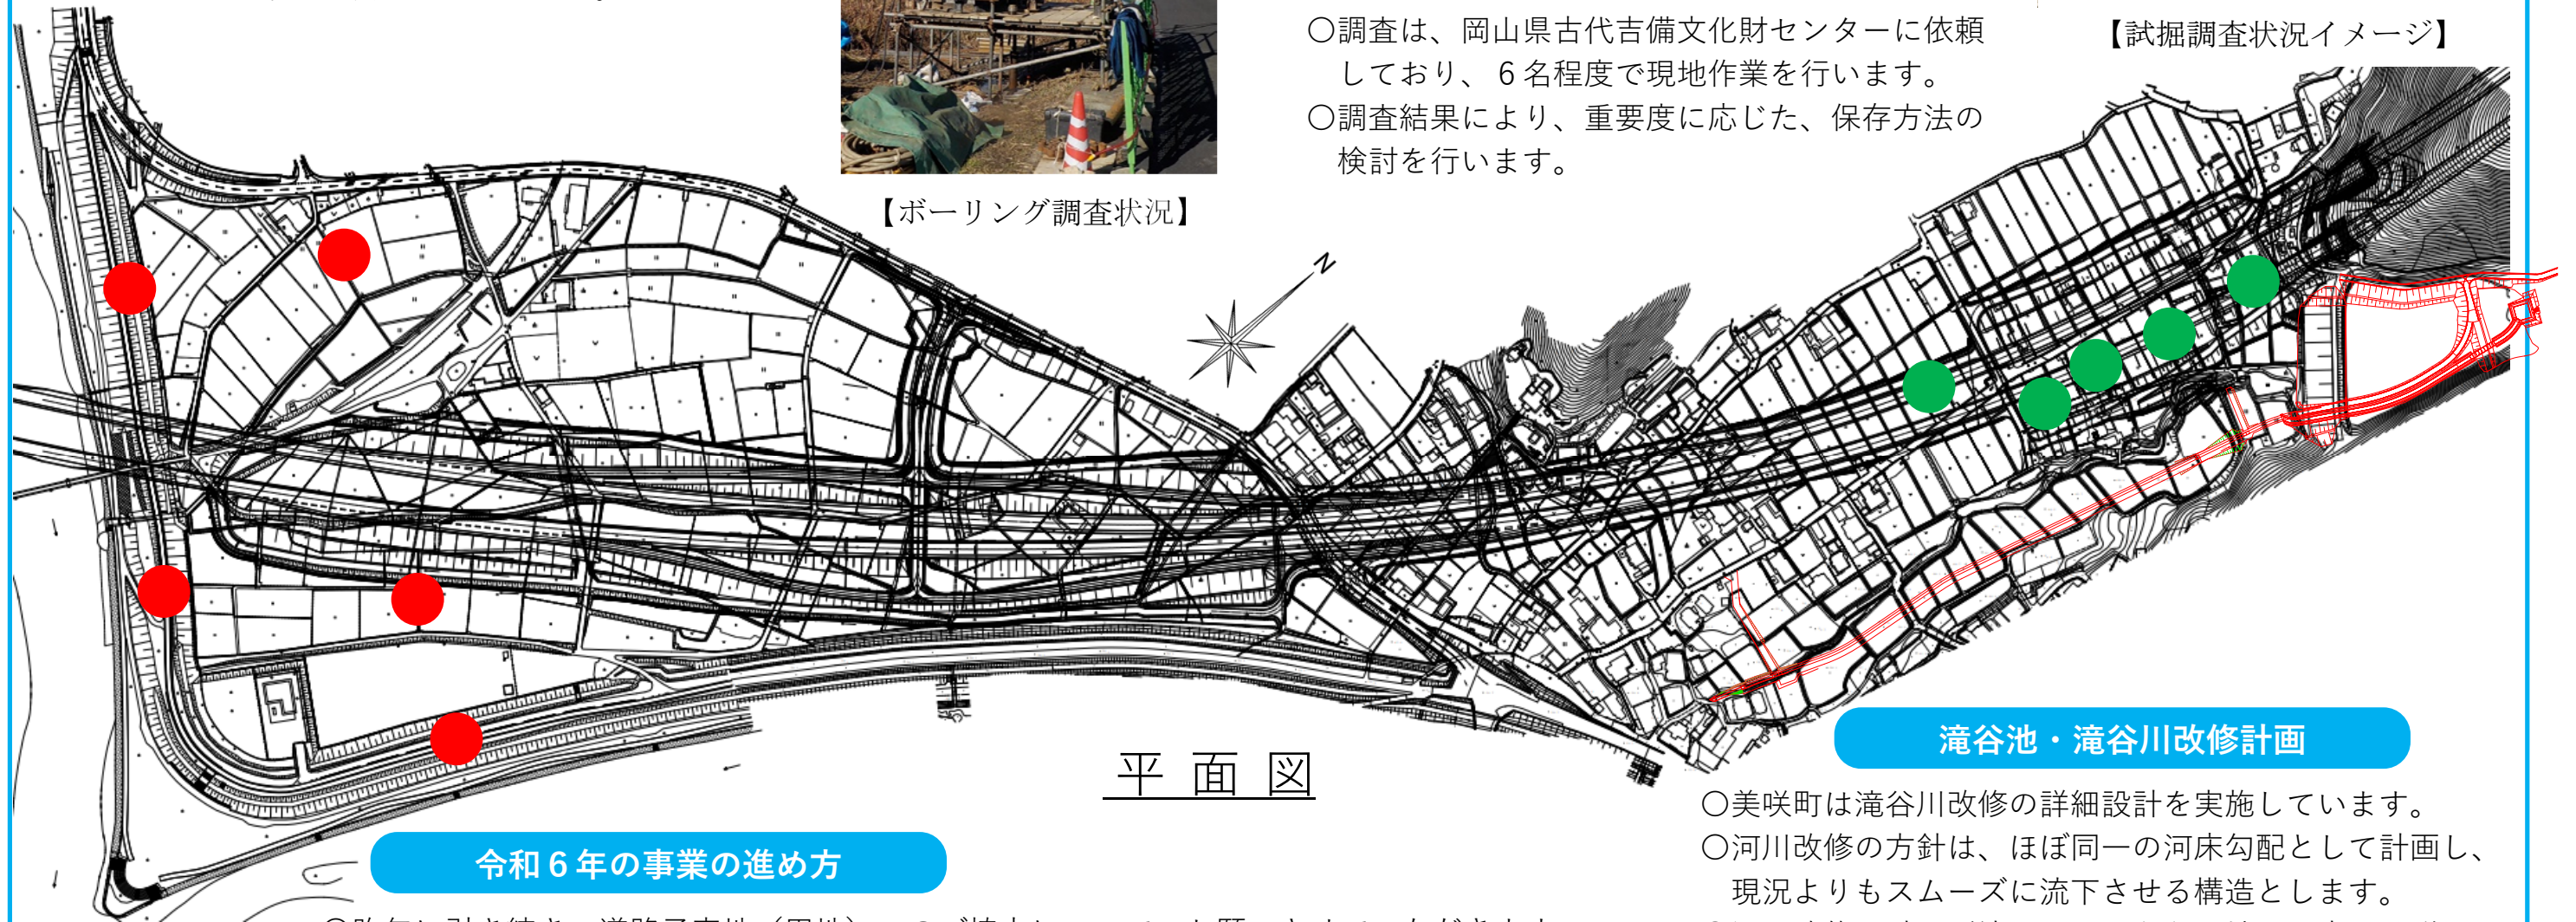 ○調査は、岡山県古代吉備文化財センターに依頼
しており、６名程度で現地作業を行います。
○調査結果により、重要度に応じた、保存方法の
検討を行います。
【試掘調査状況イメージ】
【ボーリング調査状況】
N
平面図
滝谷池・滝谷川改修計画
○美咲町は滝谷川改修の詳細設計を実施しています。
○河川改修の方針は、ほぼ同一の河床勾配として計画し、
現況よりもスムーズに流下させる構造とします。
令和６年の事業の進め方